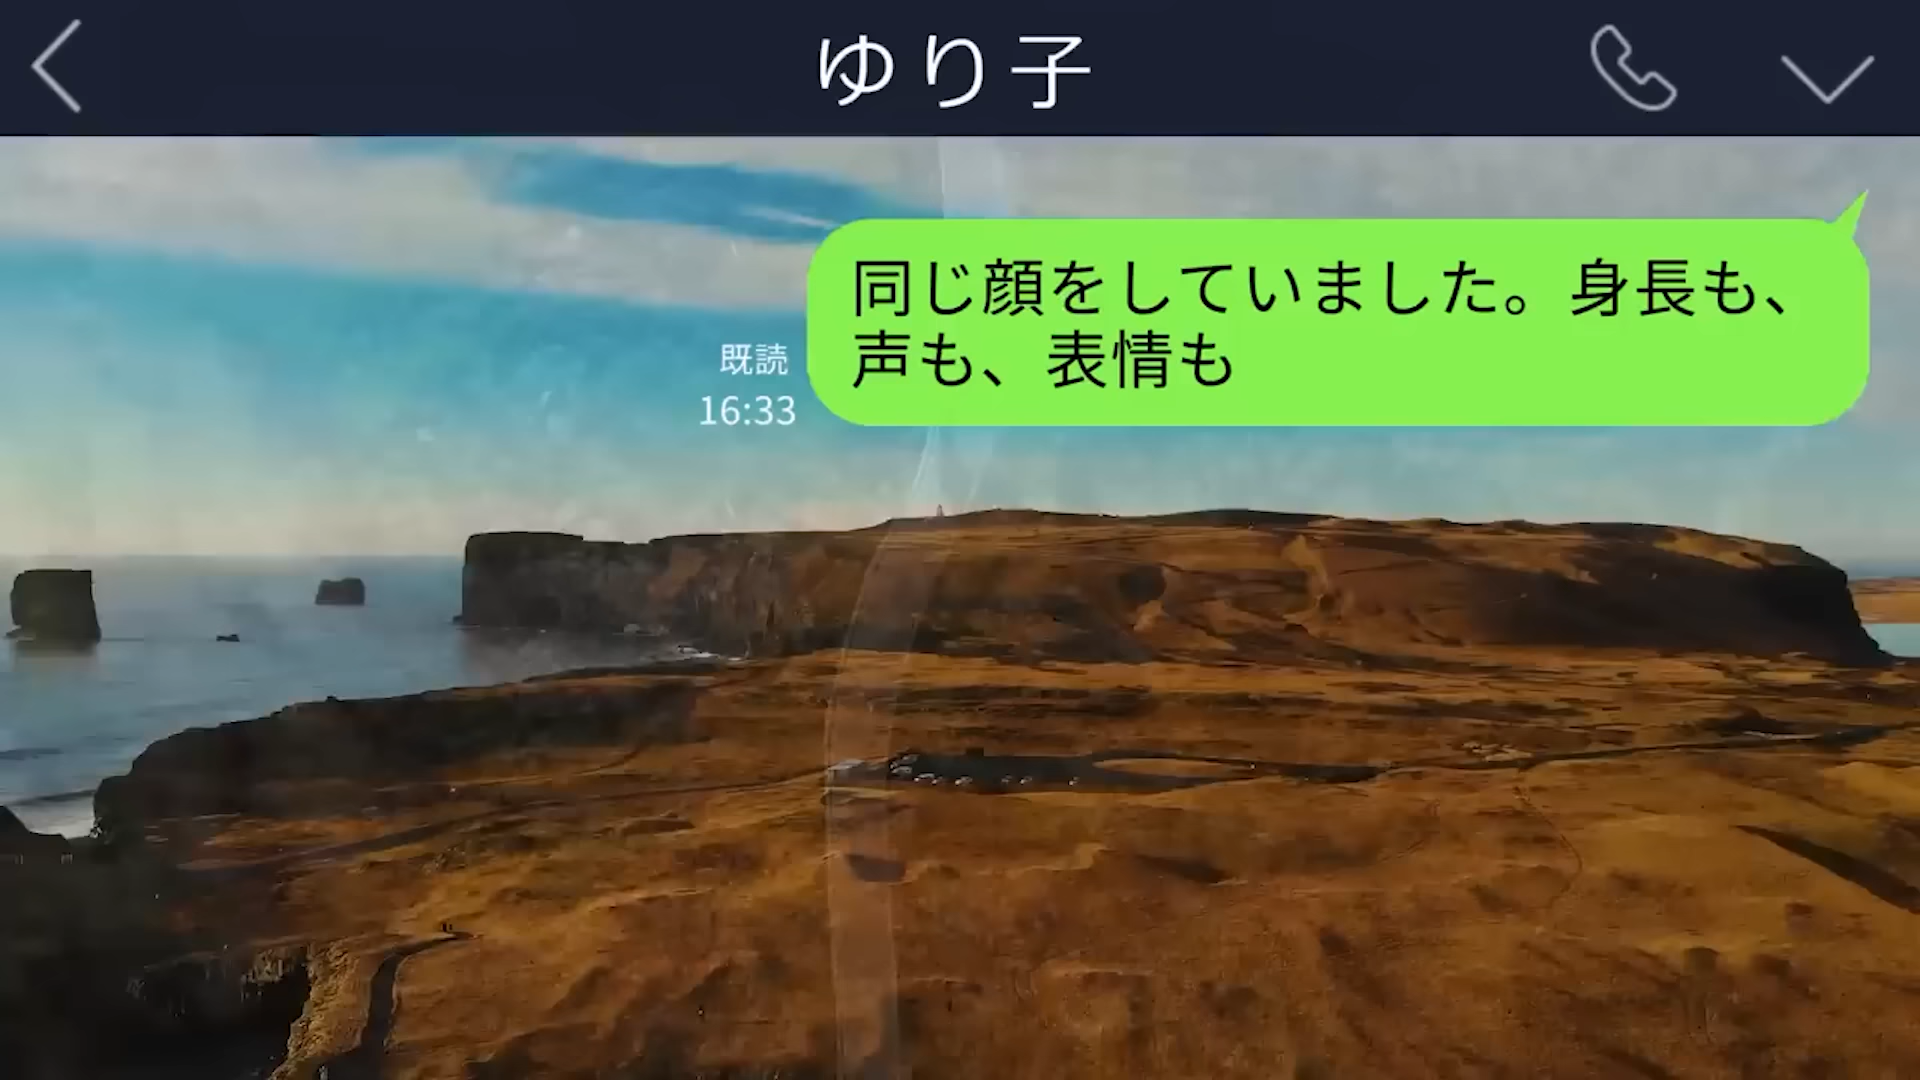 ゆり子
同じ顔をしていました。身長も、
声も、表情も
既読
16:33